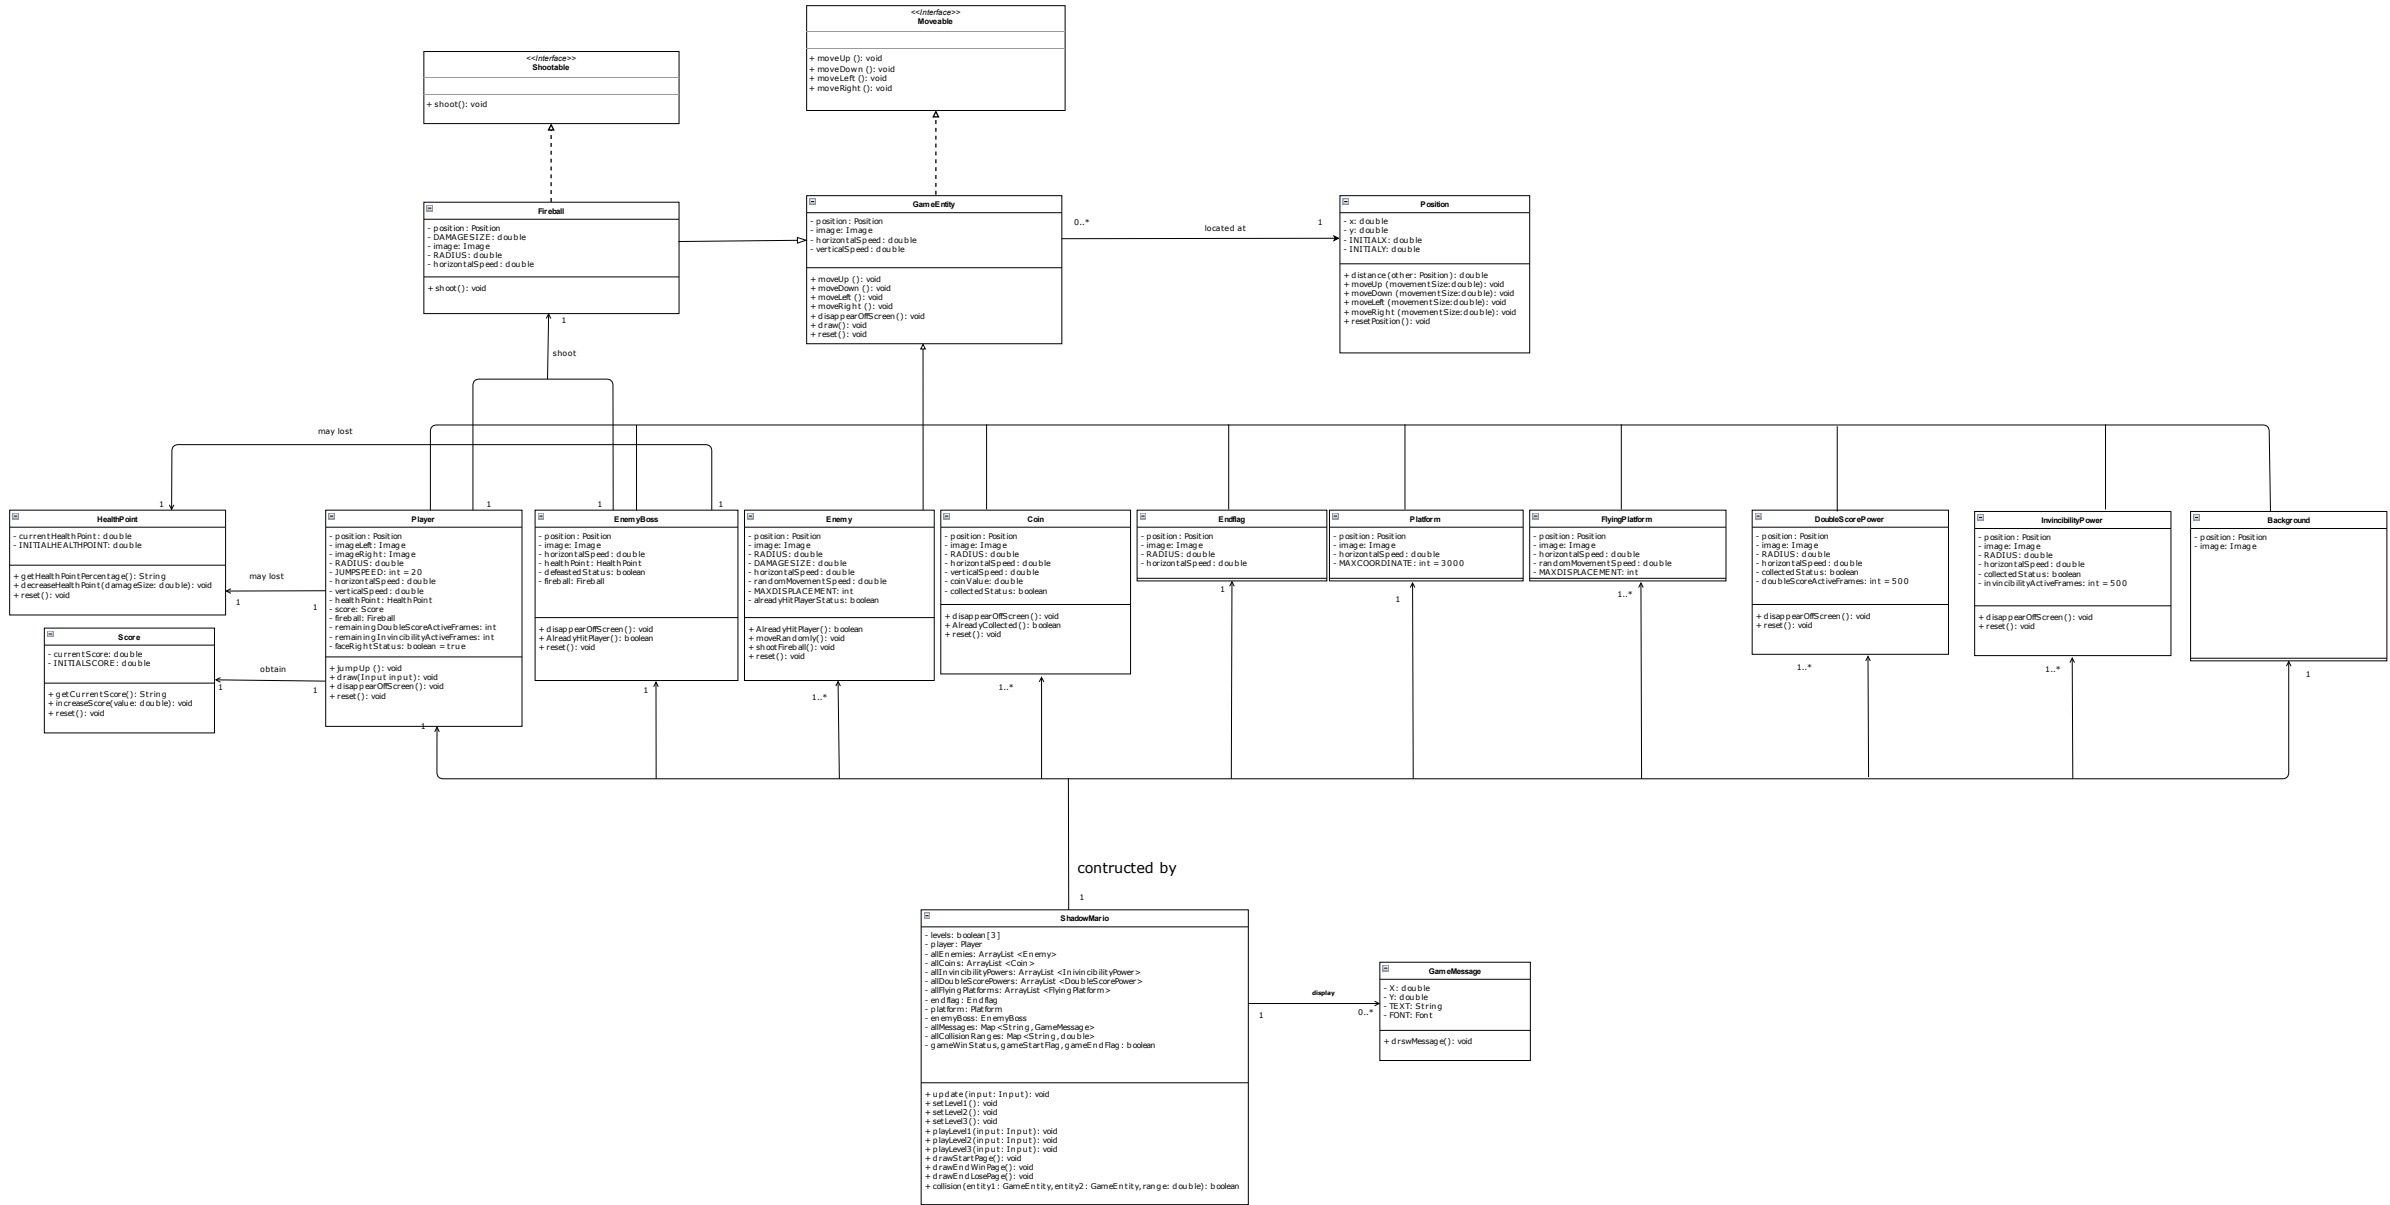 <<Interface>>
Moveable
+ moveUp (): void
+ moveDown (): void
+ moveLeft (): void
+ moveRight (): void
<<Interface>>
Shootable
+ shoot(): void
Fireball
- position: Position
- DAMAGESIZE: double
- image: Image
- RADIUS: double
- horizontalSpeed: double
+ shoot(): void
GameEntity
- position: Position
- image: Image
- horizontalSpeed: double
- verticalSpeed: double
+ moveUp (): void
+ moveDown (): void
+ moveLeft (): void
+ moveRight (): void
+ disappearOffScreen(): void
+ draw(): void
+ reset(): void
0..*
located at
1
Position
- x: double
- y: double
- INITIALX: double
- INITIALY: double
+ distance(other: Position): double
+ moveUp (movementSize:double): void
+ moveDown (movementSize:double): void
+ moveLeft (movementSize:double): void
+ moveRight (movementSize:double): void
+ resetPosition(): void
1
shoot
may lost
1
1
1
1
HealthPoint
- currentHealthPoint: double
- INITIALHEALTHPOINT: double
+ getHealthPointPercentage(): String
+ decreaseHealthPoint(damageSize: double): void
+ reset(): void
may lost
1
1
Score
- currentScore: double
- INITIALSCORE: double
+ getCurrentScore(): String
+ increaseScore(value: double): void
+ reset(): void
obtain
1
1
Player
- position: Position
- imageLeft: Image
- imageRight: Image
- RADIUS: double
- JUMPSPEED: int = 20
- horizontalSpeed: double
- verticalSpeed: double
- healthPoint: HealthPoint
- score: Score
- fireball: Fireball
- remainingDoubleScoreActiveFrames: int
- remainingInvincibilityActiveFrames: int
- faceRightStatus: boolean = true
+ jumpUp (): void
+ draw(Input input): void
+ disappearOffScreen(): void
+ reset(): void
1
EnemyBoss
- position: Position
- image: Image
- horizontalSpeed: double
- healthPoint: HealthPoint
- defeastedStatus: boolean
- fireball: Fireball
+ disappearOffScreen(): void
+ AlreadyHitPlayer(): boolean
+ reset(): void
1
Enemy
- position: Position
- image: Image
- RADIUS: double
- DAMAGESIZE: double
- horizontalSpeed: double
- randomMovementSpeed: double
- MAXDISPLACEMENT: int
- alreadyHitPlayerStatus: boolean
+ AlreadyHitPlayer(): boolean
+ moveRandomly(): void
+ shootFireball(): void
+ reset(): void
1..*
Coin
- position: Position
- image: Image
- RADIUS: double
- horizontalSpeed: double
- verticalSpeed: double
- coinValue: double
- collectedStatus: boolean
+ disappearOffScreen(): void
+ AlreadyCollected(): boolean
+ reset(): void
1..*
Endflag
- position: Position
- image: Image
- RADIUS: double
- horizontalSpeed: double
1
Platform
- position: Position
- image: Image
- horizontalSpeed: double
- MAXCOORDINATE: int = 3000
1
FlyingPlatform
- position: Position
- image: Image
- horizontalSpeed: double
- randomMovementSpeed: double
- MAXDISPLACEMENT: int
1..*
DoubleScorePower
- position: Position
- image: Image
- RADIUS: double
- horizontalSpeed: double
- collectedStatus: boolean
- doubleScoreActiveFrames: int = 500
+ disappearOffScreen(): void
+ reset(): void
1..*
InvincibilityPower
- position: Position
- image: Image
- RADIUS: double
- horizontalSpeed: double
- collectedStatus: boolean
- invincibilityActiveFrames: int = 500
+ disappearOffScreen(): void
+ reset(): void
1..*
Background
- position: Position
- image: Image
1
contructed by
1
ShadowMario
- levels: boolean[3]
- player: Player
- allEnemies: ArrayList <Enemy>
- allCoins: ArrayList <Coin>
- allInvincibilityPowers: ArrayList <InivincibilityPower>
- allDoubleScorePowers: ArrayList <DoubleScorePower>
- allFlyingPlatforms: ArrayList <FlyingPlatform>
- endflag: Endflag
- platform: Platform
- enemyBoss: EnemyBoss
- allMessages: Map<String,GameMessage>
- allCollisionRanges: Map<String,double>
- gameWinStatus,gameStartFlag,gameEndFlag: boolean
+ update(input: Input): void
+ setLevel1(): void
+ setLevel2(): void
+ setLevel3(): void
+ playLevel1(input: Input): void
+ playLevel2(input: Input): void
+ playLevel3(input: Input): void
+ drawStartPage(): void
+ drawEndWinPage(): void
+ drawEndLosePage(): void
+ collision(entity1: GameEntity,entity2: GameEntity,range: double): boolean
display
1
0..*
GameMessage
- X: double
- Y: double
- TEXT: String
- FONT: Font
+ drswMessage(): void